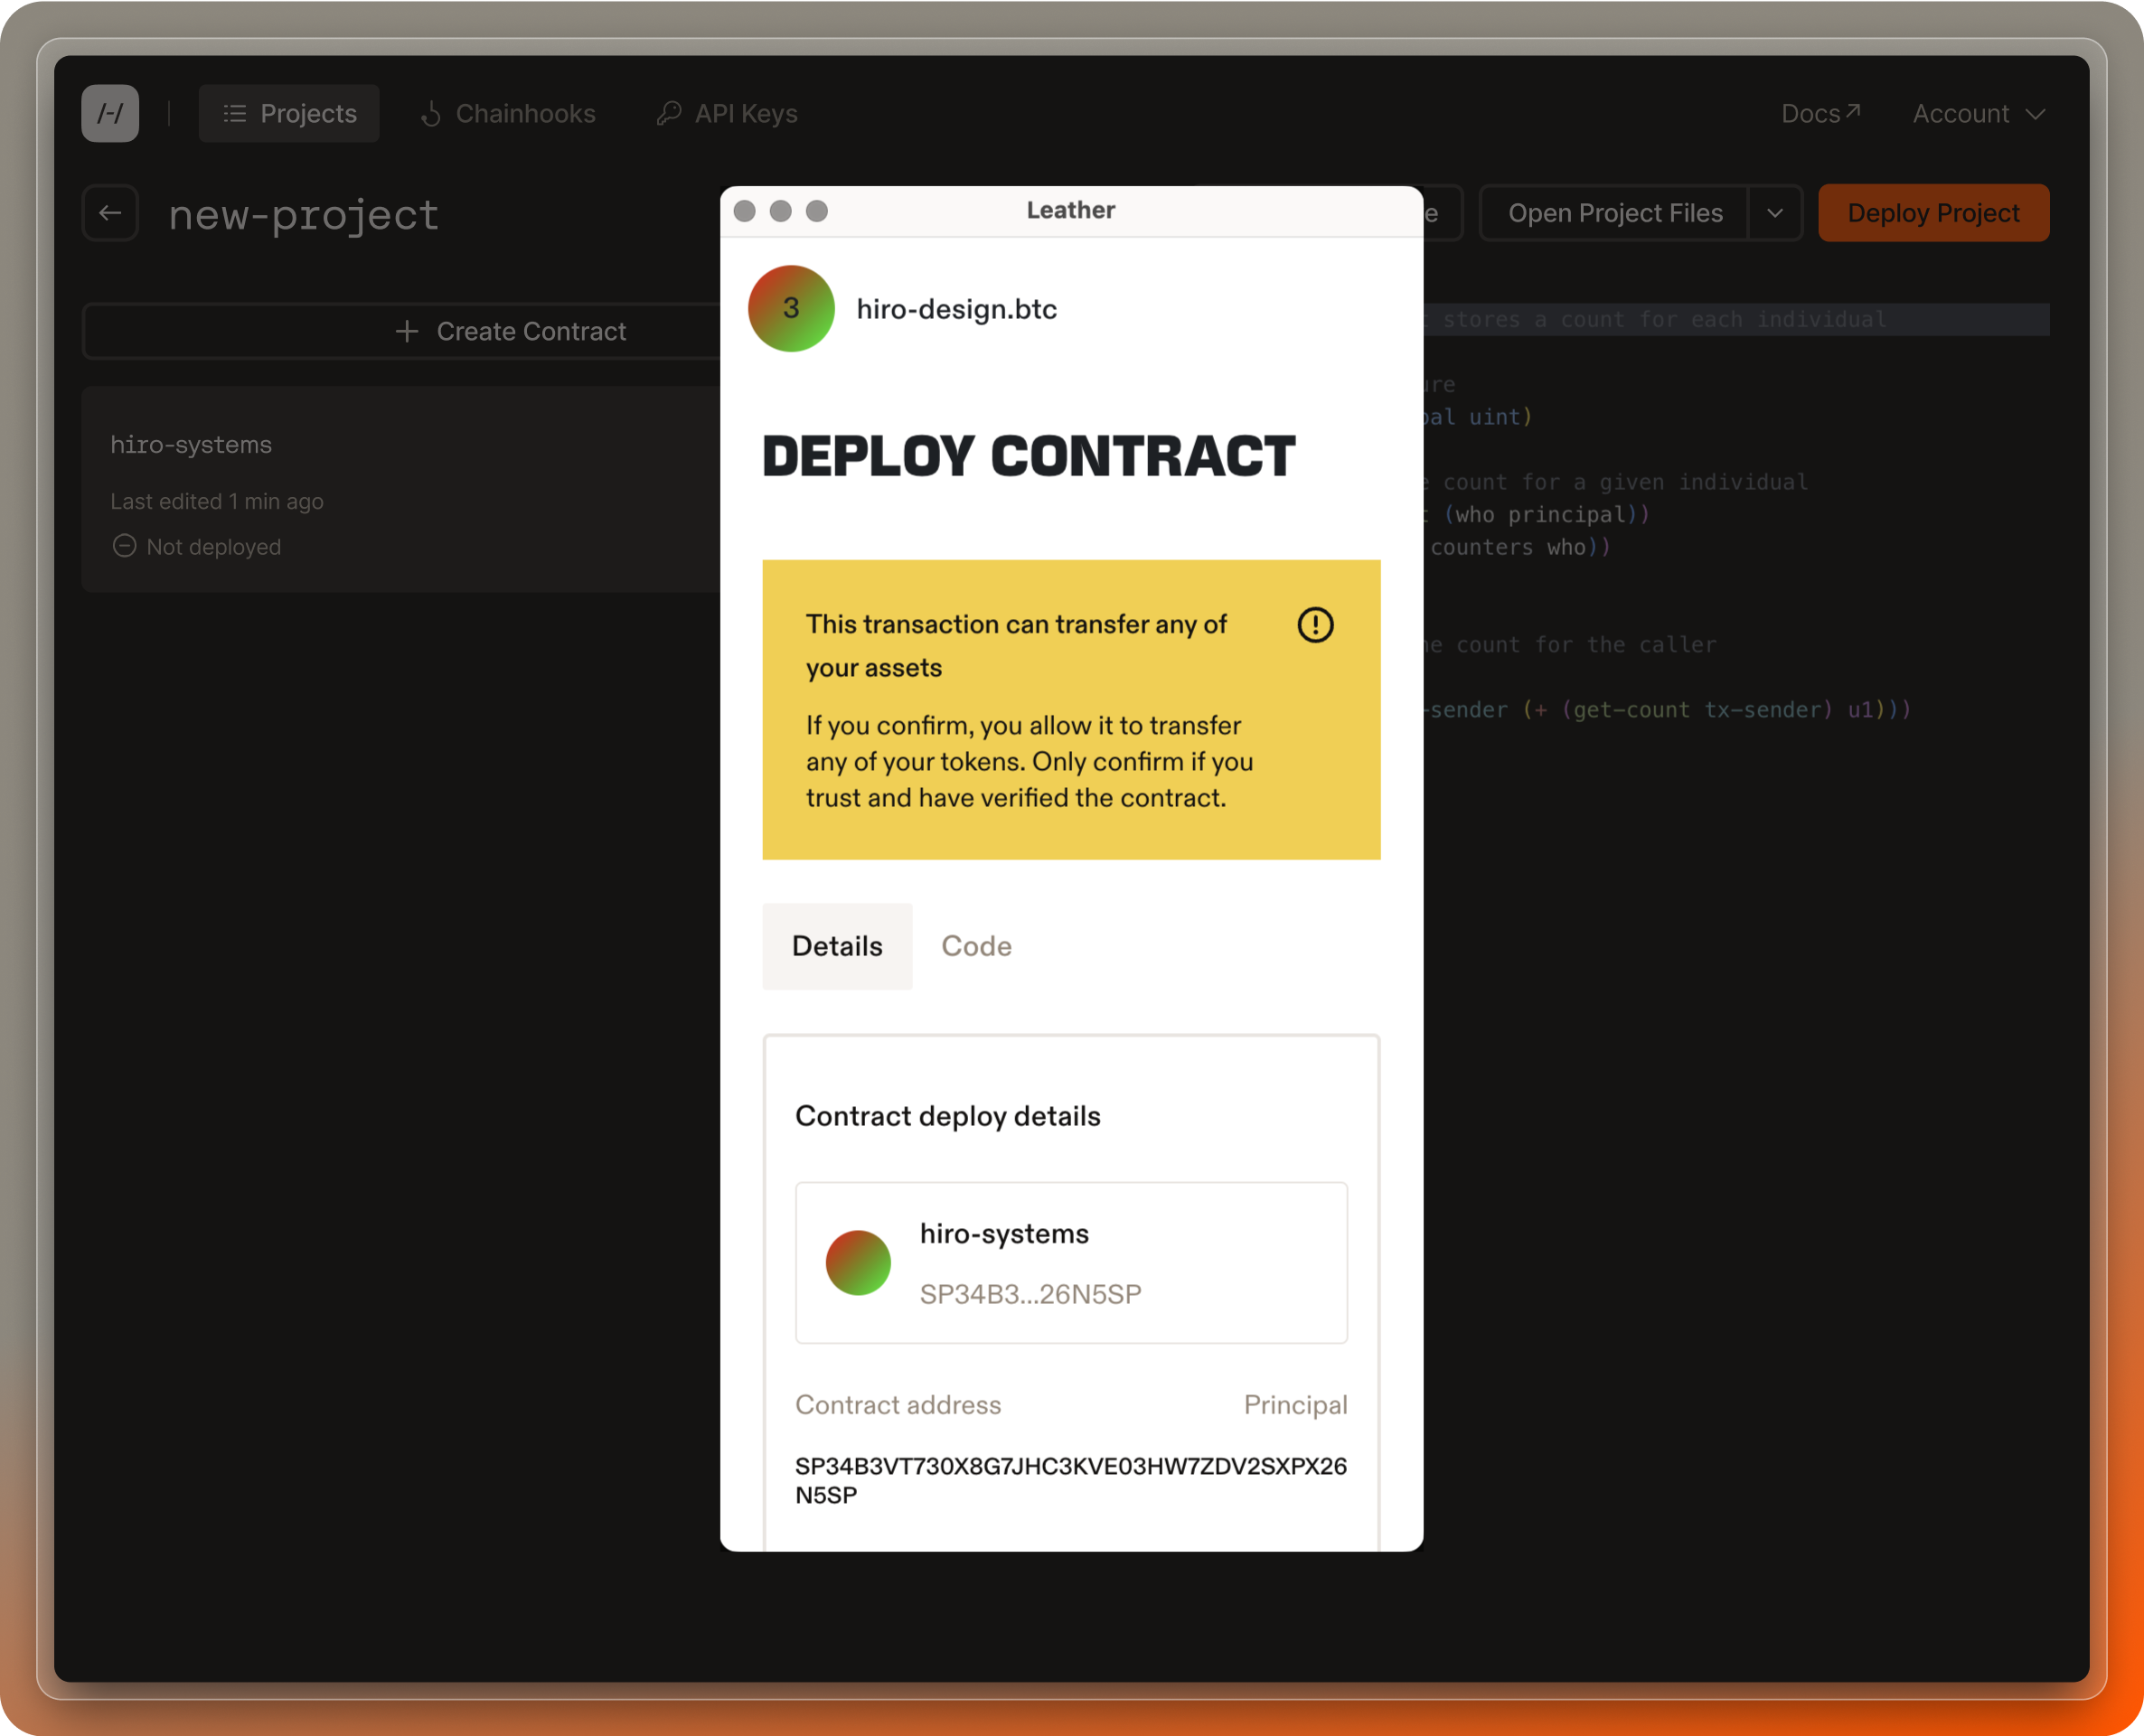 /-/
Projects
Chainhooks
API Keys
Docs
Account
new-project
Open Project Files
Deploy Project
Create Contract
hiro-systems
Last edited 1 min ago
Not deployed
Leather
3
hiro-design.btc
DEPLOY CONTRACT
This transaction can transfer any of
your assets
If you confirm, you allow it to transfer
any of your tokens. Only confirm if you
trust and have verified the contract.
Details
Code
Contract deploy details
hiro-systems
SP34B3...26N5SP
Contract address
Principal
SP34B3VT730X8G7JHC3KVE03HW7ZDV2SXPX26
N5SP
stores a count for each individual
uint)
count for a given individual
(who principal))
counters who))
count for the caller
-sender (+ (get-count tx-sender) u1)))